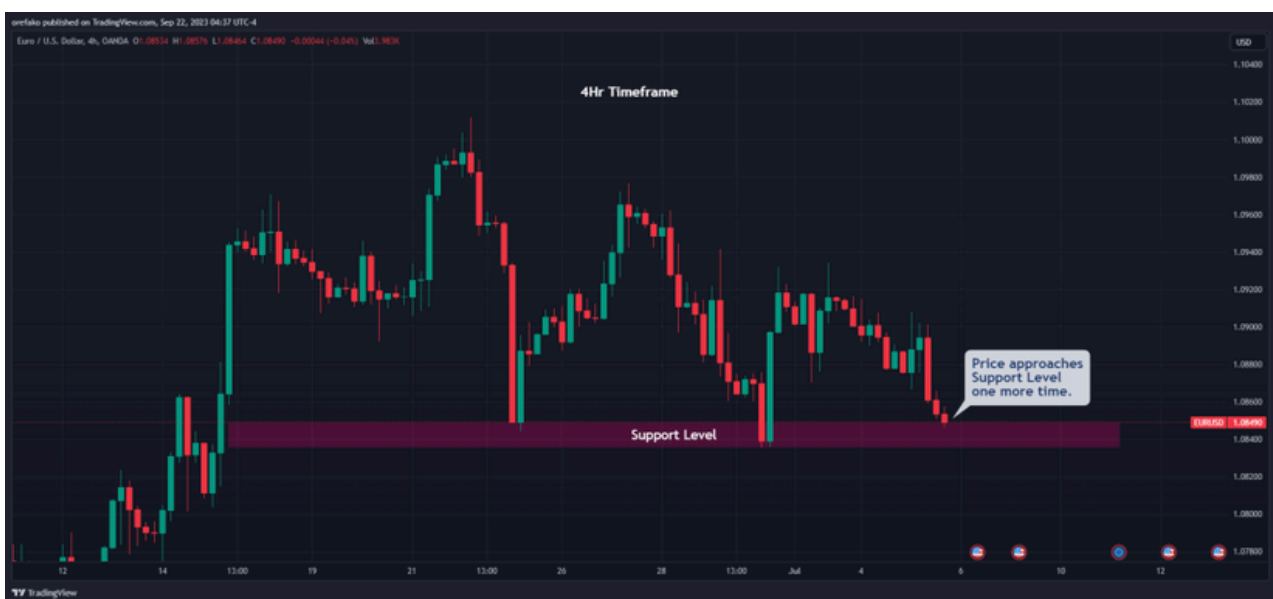 orefako published on TradingView.com, Sep 22, 2023 04:37 UTC-4
Euro / U.S. Dollar, 4h, OANDA O1.08534 H1.08576 L1.08464 C1.08490 -0.00044 (-0.04%) Vol3.983K
USD
4Hr Timeframe
1.10400
1.10200
1.10000
1.09800
1.09600
1.09400
1.09200
1.09000
1.08800
1.08600
Price approaches
Support Level
one more time.
EURUSD 1.08490
Support Level
1.08400
1.08200
1.08000
1.07800
12 14 13:00 19 21 13:00 26 28 13:00 Jul 4 6 10 12
TradingView